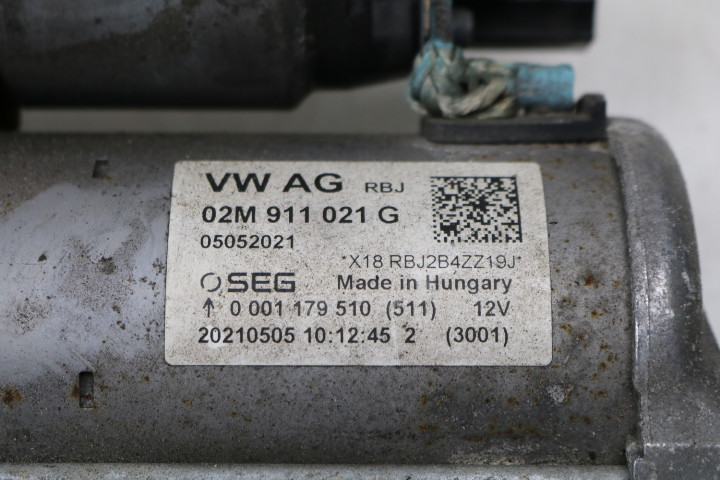 VW AG RBJ
02M 911 021 G
05052021
*X18 RBJ2B4ZZ19J*
SEG Made in Hungary
↑ 0 001 179 510 (511) 12V
20210505 10:12:45 2 (3001)